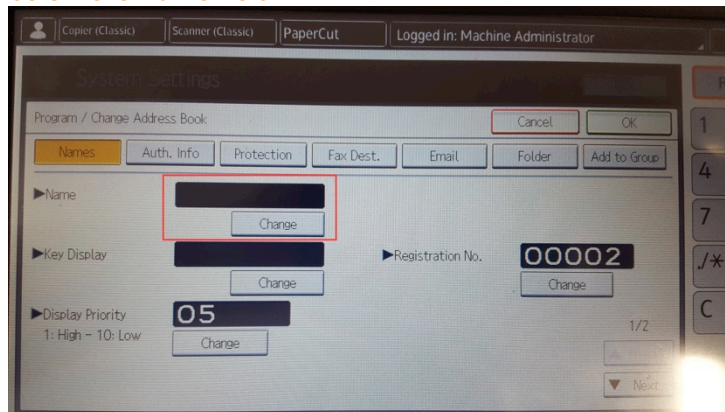 Copier (Classic)
Scanner (Classic)
PaperCut
Logged in: Machine Administrator
System Settings
Program / Change Address Book
Cancel
OK
Names
Auth. Info
Protection
Fax Dest.
Email
Folder
Add to Group
►Name
Change
►Key Display
Change
►Registration No.
00002
Change
►Display Priority
1: High - 10: Low
05
Change
1/2
▼ Next
1
4
7
./*
C